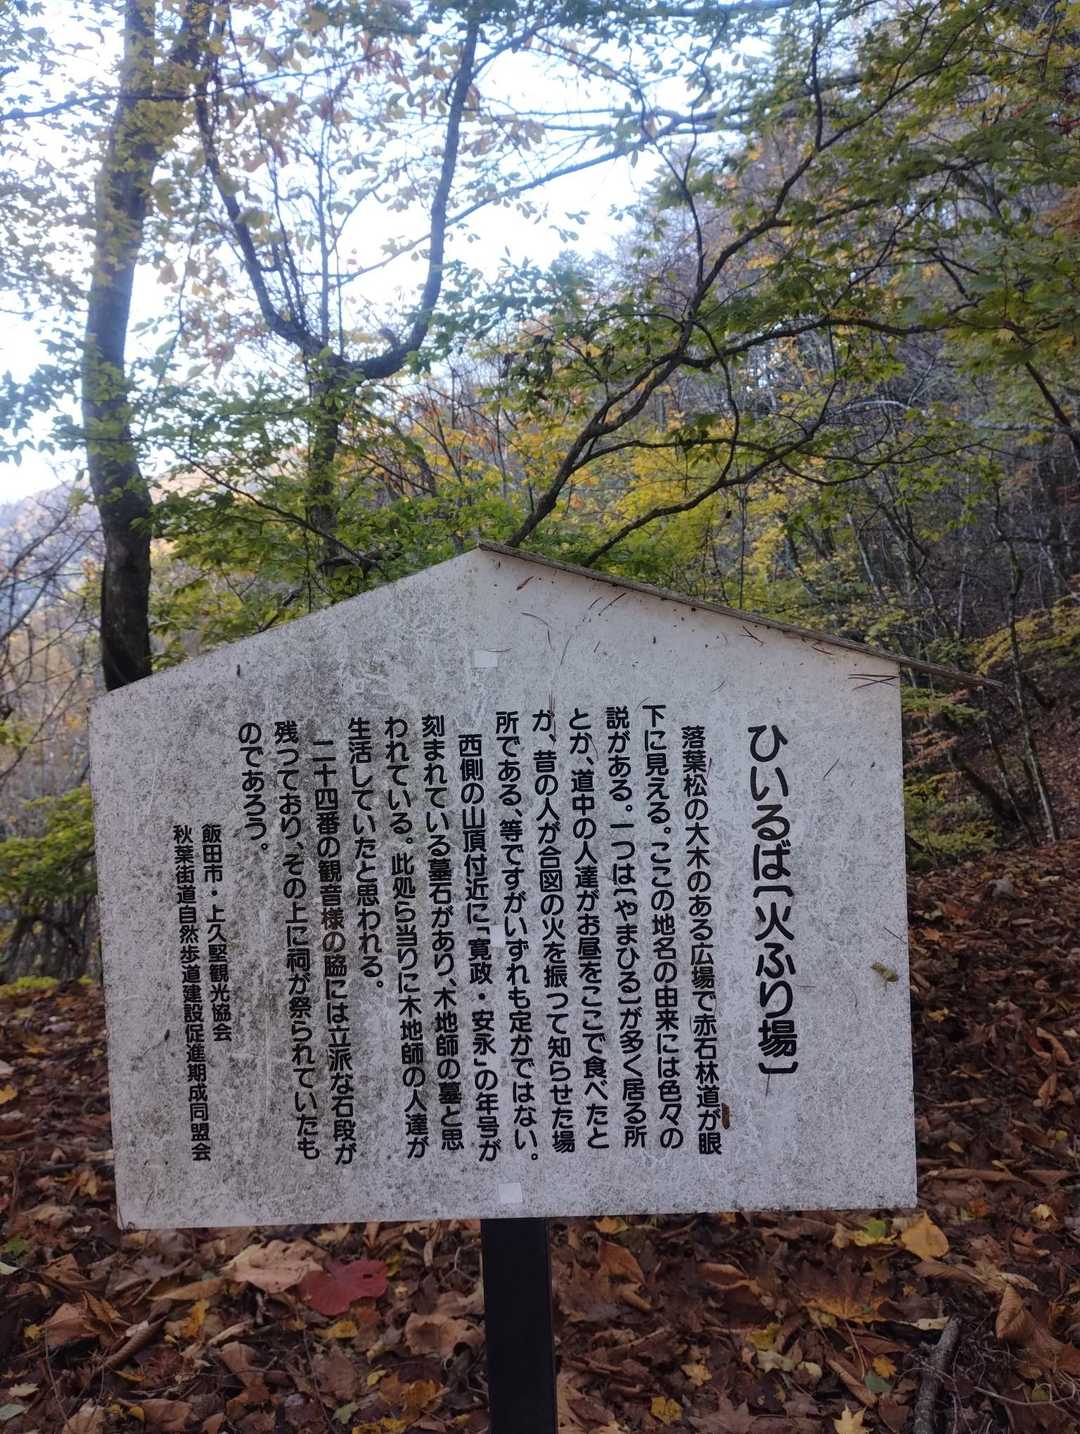 ひいるば〔火ふり場〕
落葉松の大木のある広場で赤石林道が眼
下に見える。ここの地名の由来には色々の
説がある。一つは〔やまひる〕が多く居る所
とか、道中の人達がお昼をここで食べたと
か、昔の人が合図の火を振って知らせた場
所である、等ですがいずれも定かではない。
西側の山頂付近に「寛政・安永」の年号が
刻まれている墓石があり、木地師の墓と思
われている。此処ら当りに木地師の人達が
生活していたと思われる。
二十四番の観音様の脇には立派な石段が
残っており、その上に祠が祭られていたも
のであろう。
飯田市・上久堅観光協会
秋葉街道自然歩道建設促進期成同盟会